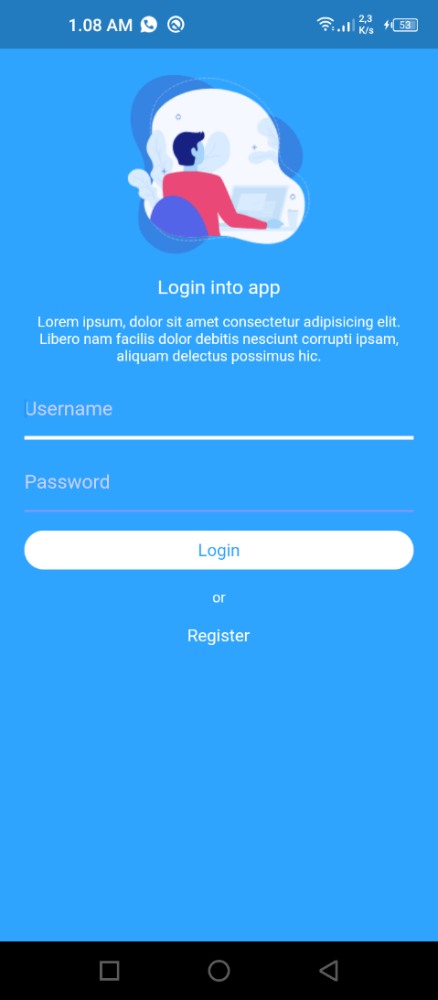 1.08 AM
2,3
K/s
53
Login into app
Lorem ipsum, dolor sit amet consectetur adipisicing elit.
Libero nam facilis dolor debitis nesciunt corrupti ipsam,
aliquam delectus possimus hic.
Username
Password
Login
or
Register